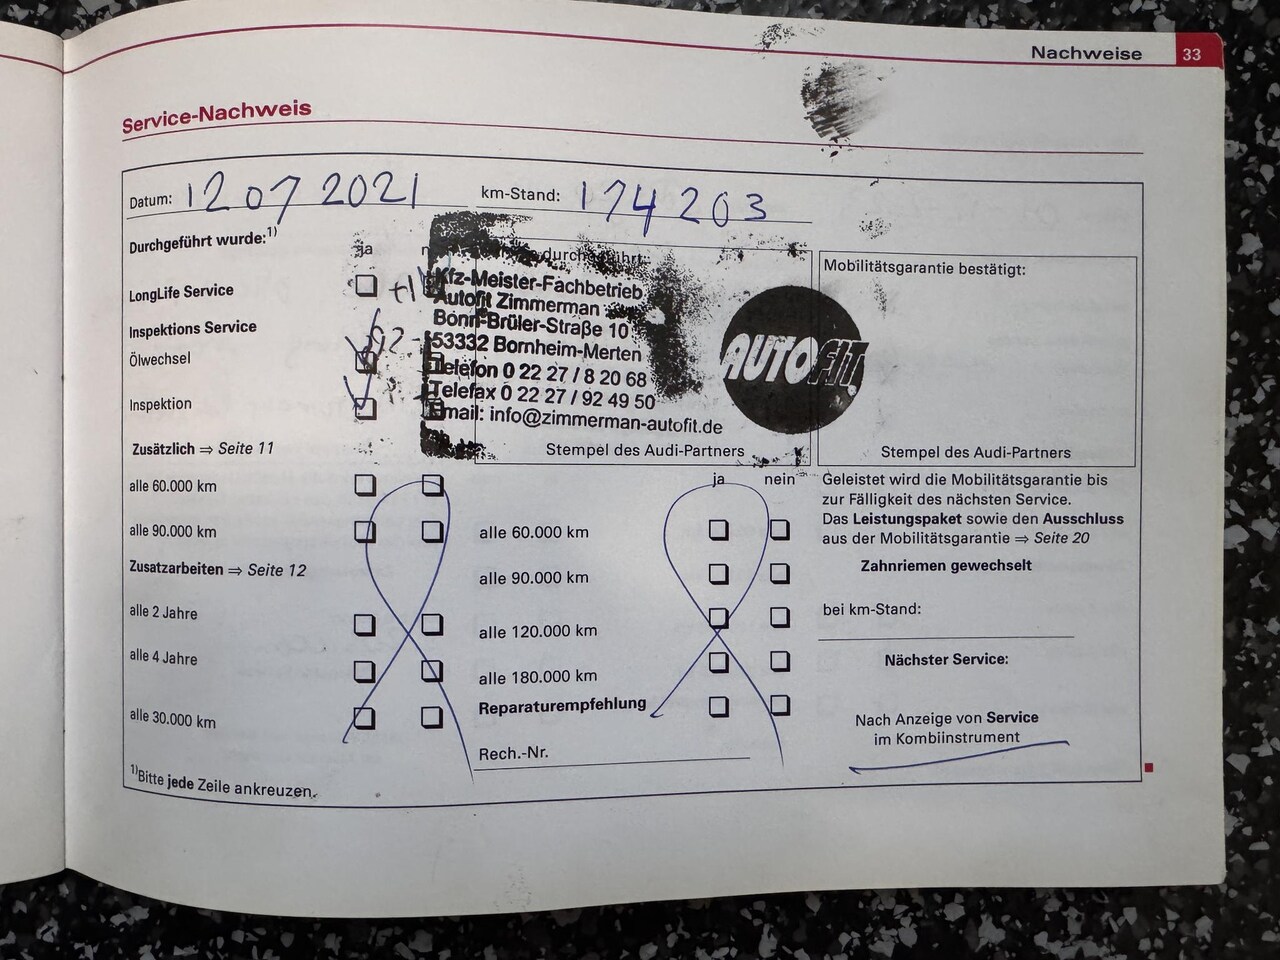 Nachweise 33
Service-Nachweis
Datum: 12 07 2021 km-Stand: 174 203
Durchgeführt wurde:1)
ja
LongLife Service
Inspektions Service
Ölwechsel
Inspektion
Zusätzlich ⇒ Seite 11
alle 60.000 km
alle 90.000 km
Zusatzarbeiten ⇒ Seite 12
alle 2 Jahre
alle 4 Jahre
alle 30.000 km
1)Bitte jede Zeile ankreuzen.
durchgeführt:
Kfz-Meister-Fachbetrieb
Autofit Zimmerman
Bonn-Brüler-Straße 10
53332 Bornheim-Merten
Telefon 0 22 27 / 8 20 68
Telefax 0 22 27 / 92 49 50
Email: info@zimmerman-autofit.de
AUTOFIT
Stempel des Audi-Partners
ja nein
alle 60.000 km
alle 90.000 km
alle 120.000 km
alle 180.000 km
Reparaturempfehlung
Rech.-Nr.
Mobilitätsgarantie bestätigt:
Stempel des Audi-Partners
Geleistet wird die Mobilitätsgarantie bis
zur Fälligkeit des nächsten Service.
Das Leistungspaket sowie den Ausschluss
aus der Mobilitätsgarantie ⇒ Seite 20
Zahnriemen gewechselt
bei km-Stand:
Nächster Service:
Nach Anzeige von Service
im Kombiinstrument